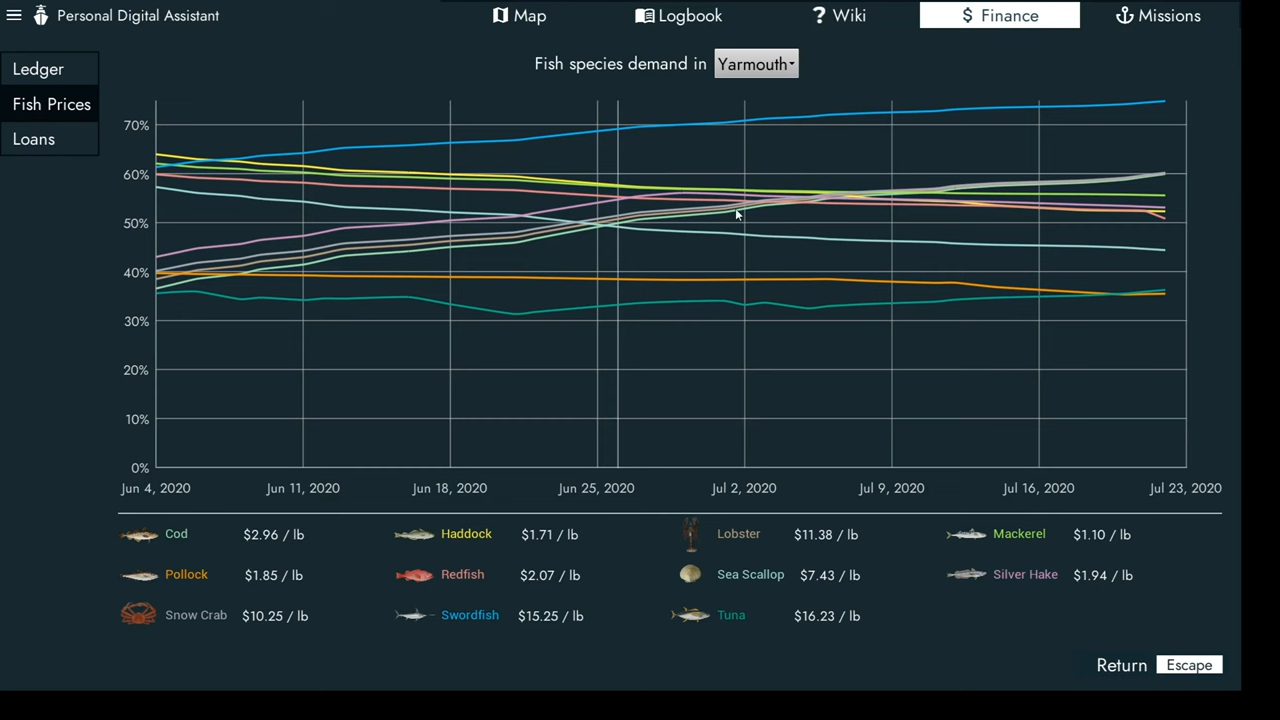 Personal Digital Assistant
Map
Logbook
? Wiki
$ Finance
Missions
Ledger
Fish Prices
Loans
Fish species demand in Yarmouth
70%
60%
50%
40%
30%
20%
10%
0%
Jun 4, 2020 Jun 11, 2020 Jun 18, 2020 Jun 25, 2020 Jul 2, 2020 Jul 9, 2020 Jul 16, 2020 Jul 23, 2020
Cod $2.96 / lb Haddock $1.71 / lb Lobster $11.38 / lb Mackerel $1.10 / lb
Pollock $1.85 / lb Redfish $2.07 / lb Sea Scallop $7.43 / lb Silver Hake $1.94 / lb
Snow Crab $10.25 / lb Swordfish $15.25 / lb Tuna $16.23 / lb
Return Escape